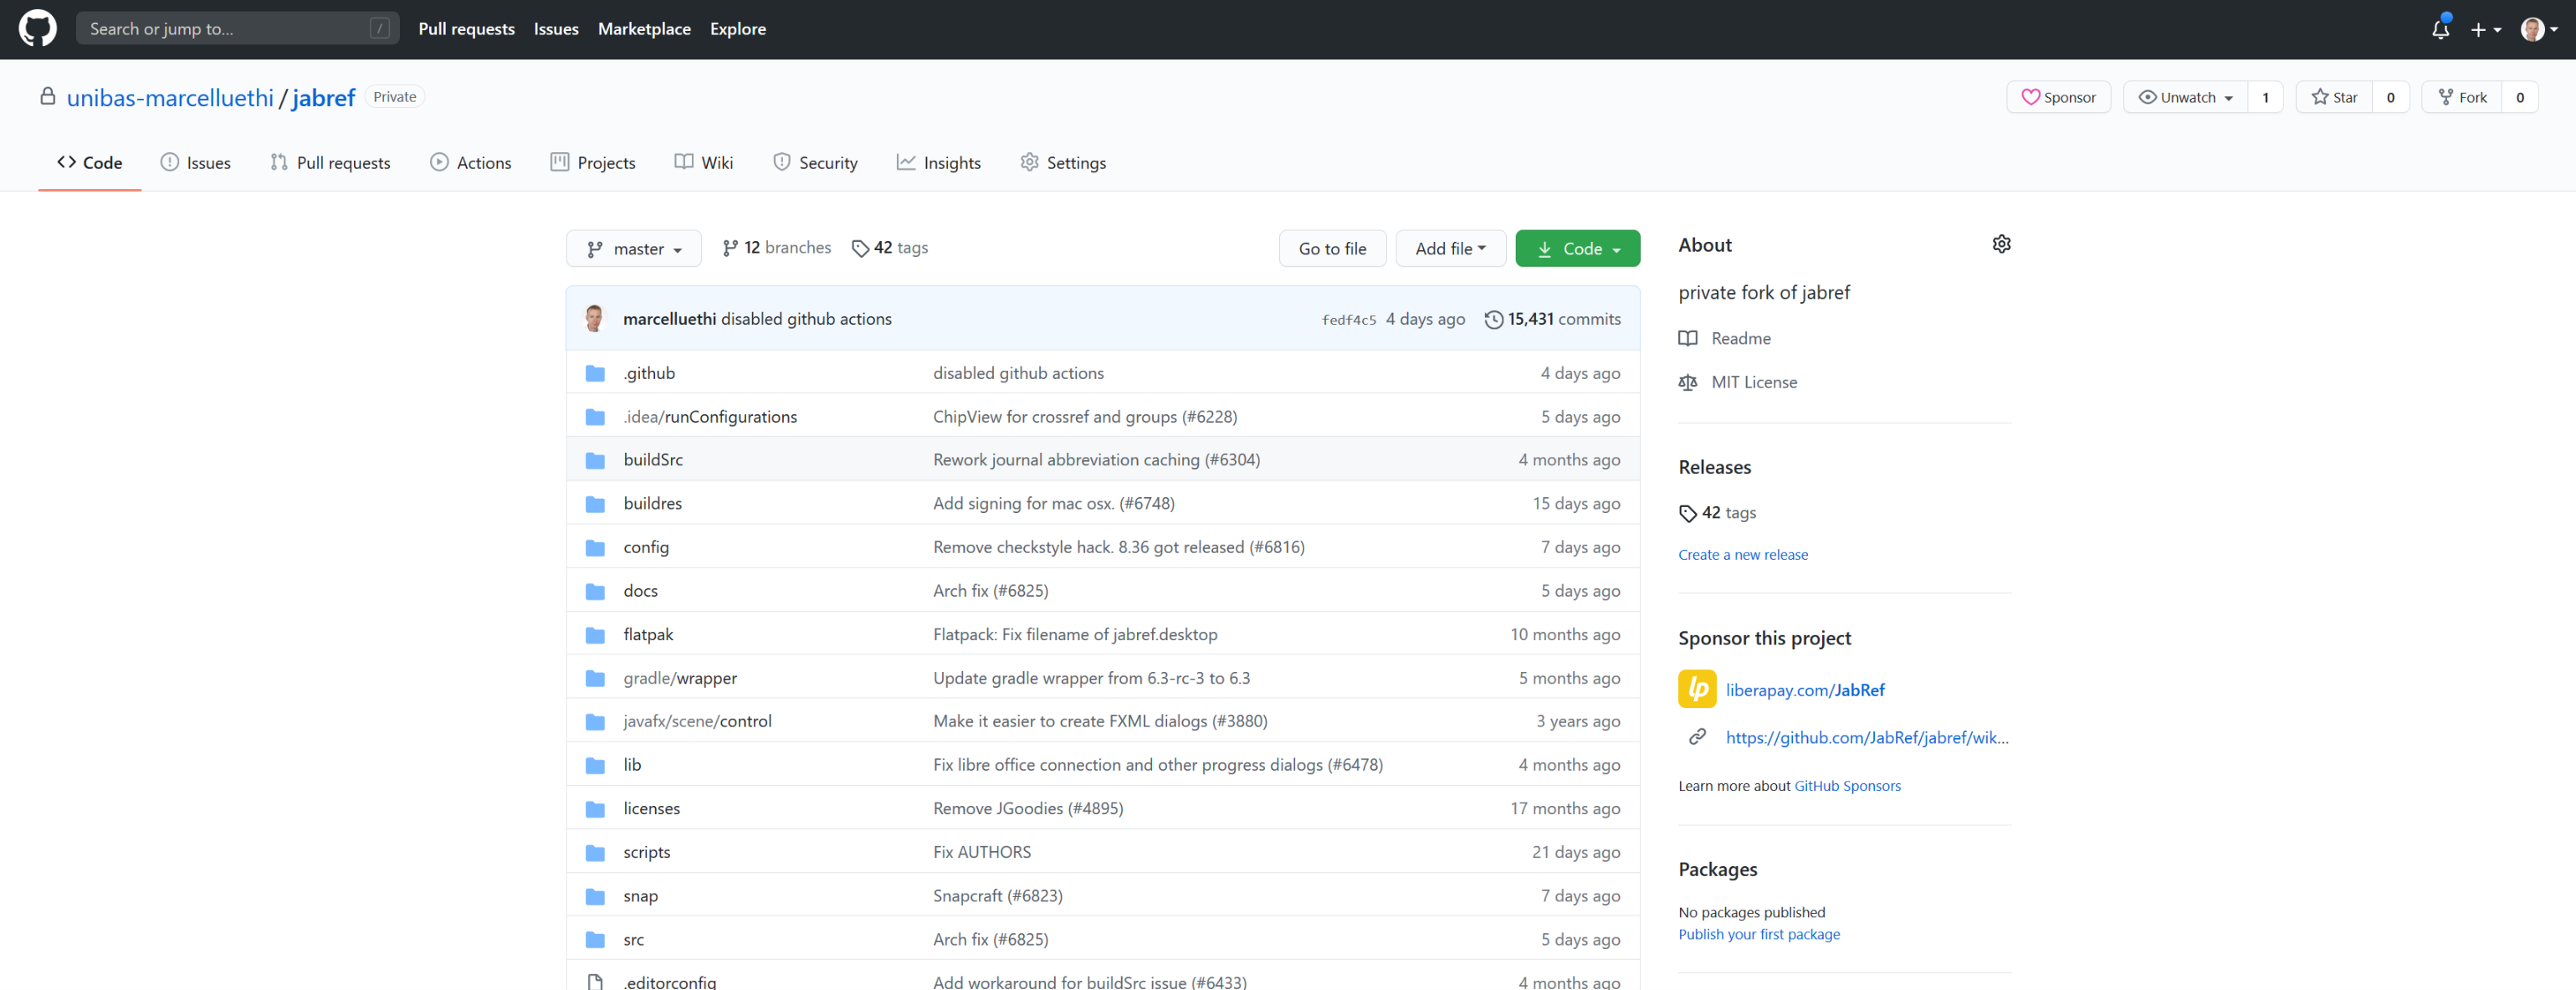 Search or jump to... / Pull requests Issues Marketplace Explore
unibas-marcelluethi / jabref Private Sponsor Unwatch 1 Star 0 Fork 0
Code Issues Pull requests Actions Projects Wiki Security Insights Settings
master 12 branches 42 tags Go to file Add file Code
marcelluethi disabled github actions fedf4c5 4 days ago 15,431 commits
.github disabled github actions 4 days ago
.idea/runConfigurations ChipView for crossref and groups (#6228) 5 days ago
buildSrc Rework journal abbreviation caching (#6304) 4 months ago
buildres Add signing for mac osx. (#6748) 15 days ago
config Remove checkstyle hack. 8.36 got released (#6816) 7 days ago
docs Arch fix (#6825) 5 days ago
flatpak Flatpack: Fix filename of jabref.desktop 10 months ago
gradle/wrapper Update gradle wrapper from 6.3-rc-3 to 6.3 5 months ago
javafx/scene/control Make it easier to create FXML dialogs (#3880) 3 years ago
lib Fix libre office connection and other progress dialogs (#6478) 4 months ago
licenses Remove JGoodies (#4895) 17 months ago
scripts Fix AUTHORS 21 days ago
snap Snapcraft (#6823) 7 days ago
src Arch fix (#6825) 5 days ago
.editorconfig Add workaround for buildSrc issue (#6433) 4 months ago
About
private fork of jabref
Readme
MIT License
Releases
42 tags
Create a new release
Sponsor this project
lp liberapay.com/JabRef
https://github.com/JabRef/jabref/wik...
Learn more about GitHub Sponsors
Packages
No packages published
Publish your first package